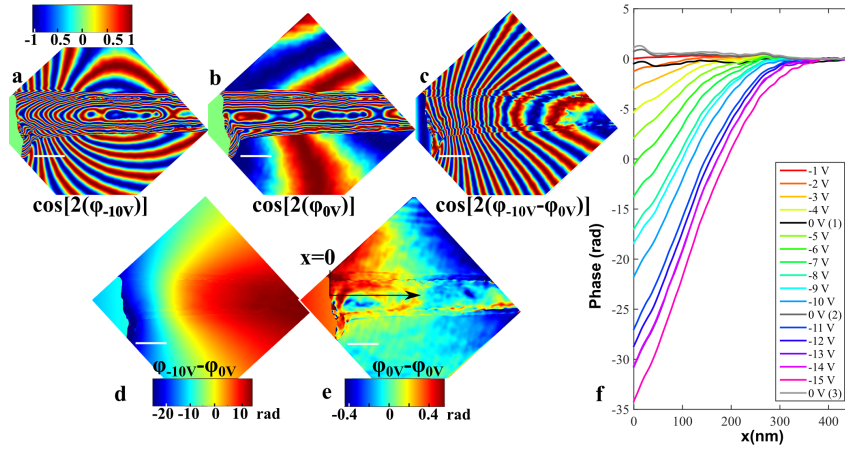 -1 0 0.5 1
a
b
c
cos[2(φ-10V)]
cos[2(φ0V)]
cos[2(φ-10V-φ0V)]
x=0
φ-10V-φ0V
φ0V-φ0V
d
e
-20 -10 0 10 rad
-0.4 0 0.4 rad
f
Phase (rad)
5
0
-5
0
-15
-20
-25
-30
-35
0 100 200 300 400
x(nm)
-1 V
-2 V
-3 V
-4 V
0 V (1)
-5 V
-6 V
-7 V
-8 V
-9 V
-10 V
0 V (2)
-11 V
-12 V
-13 V
-14 V
-15 V
0 V (3)